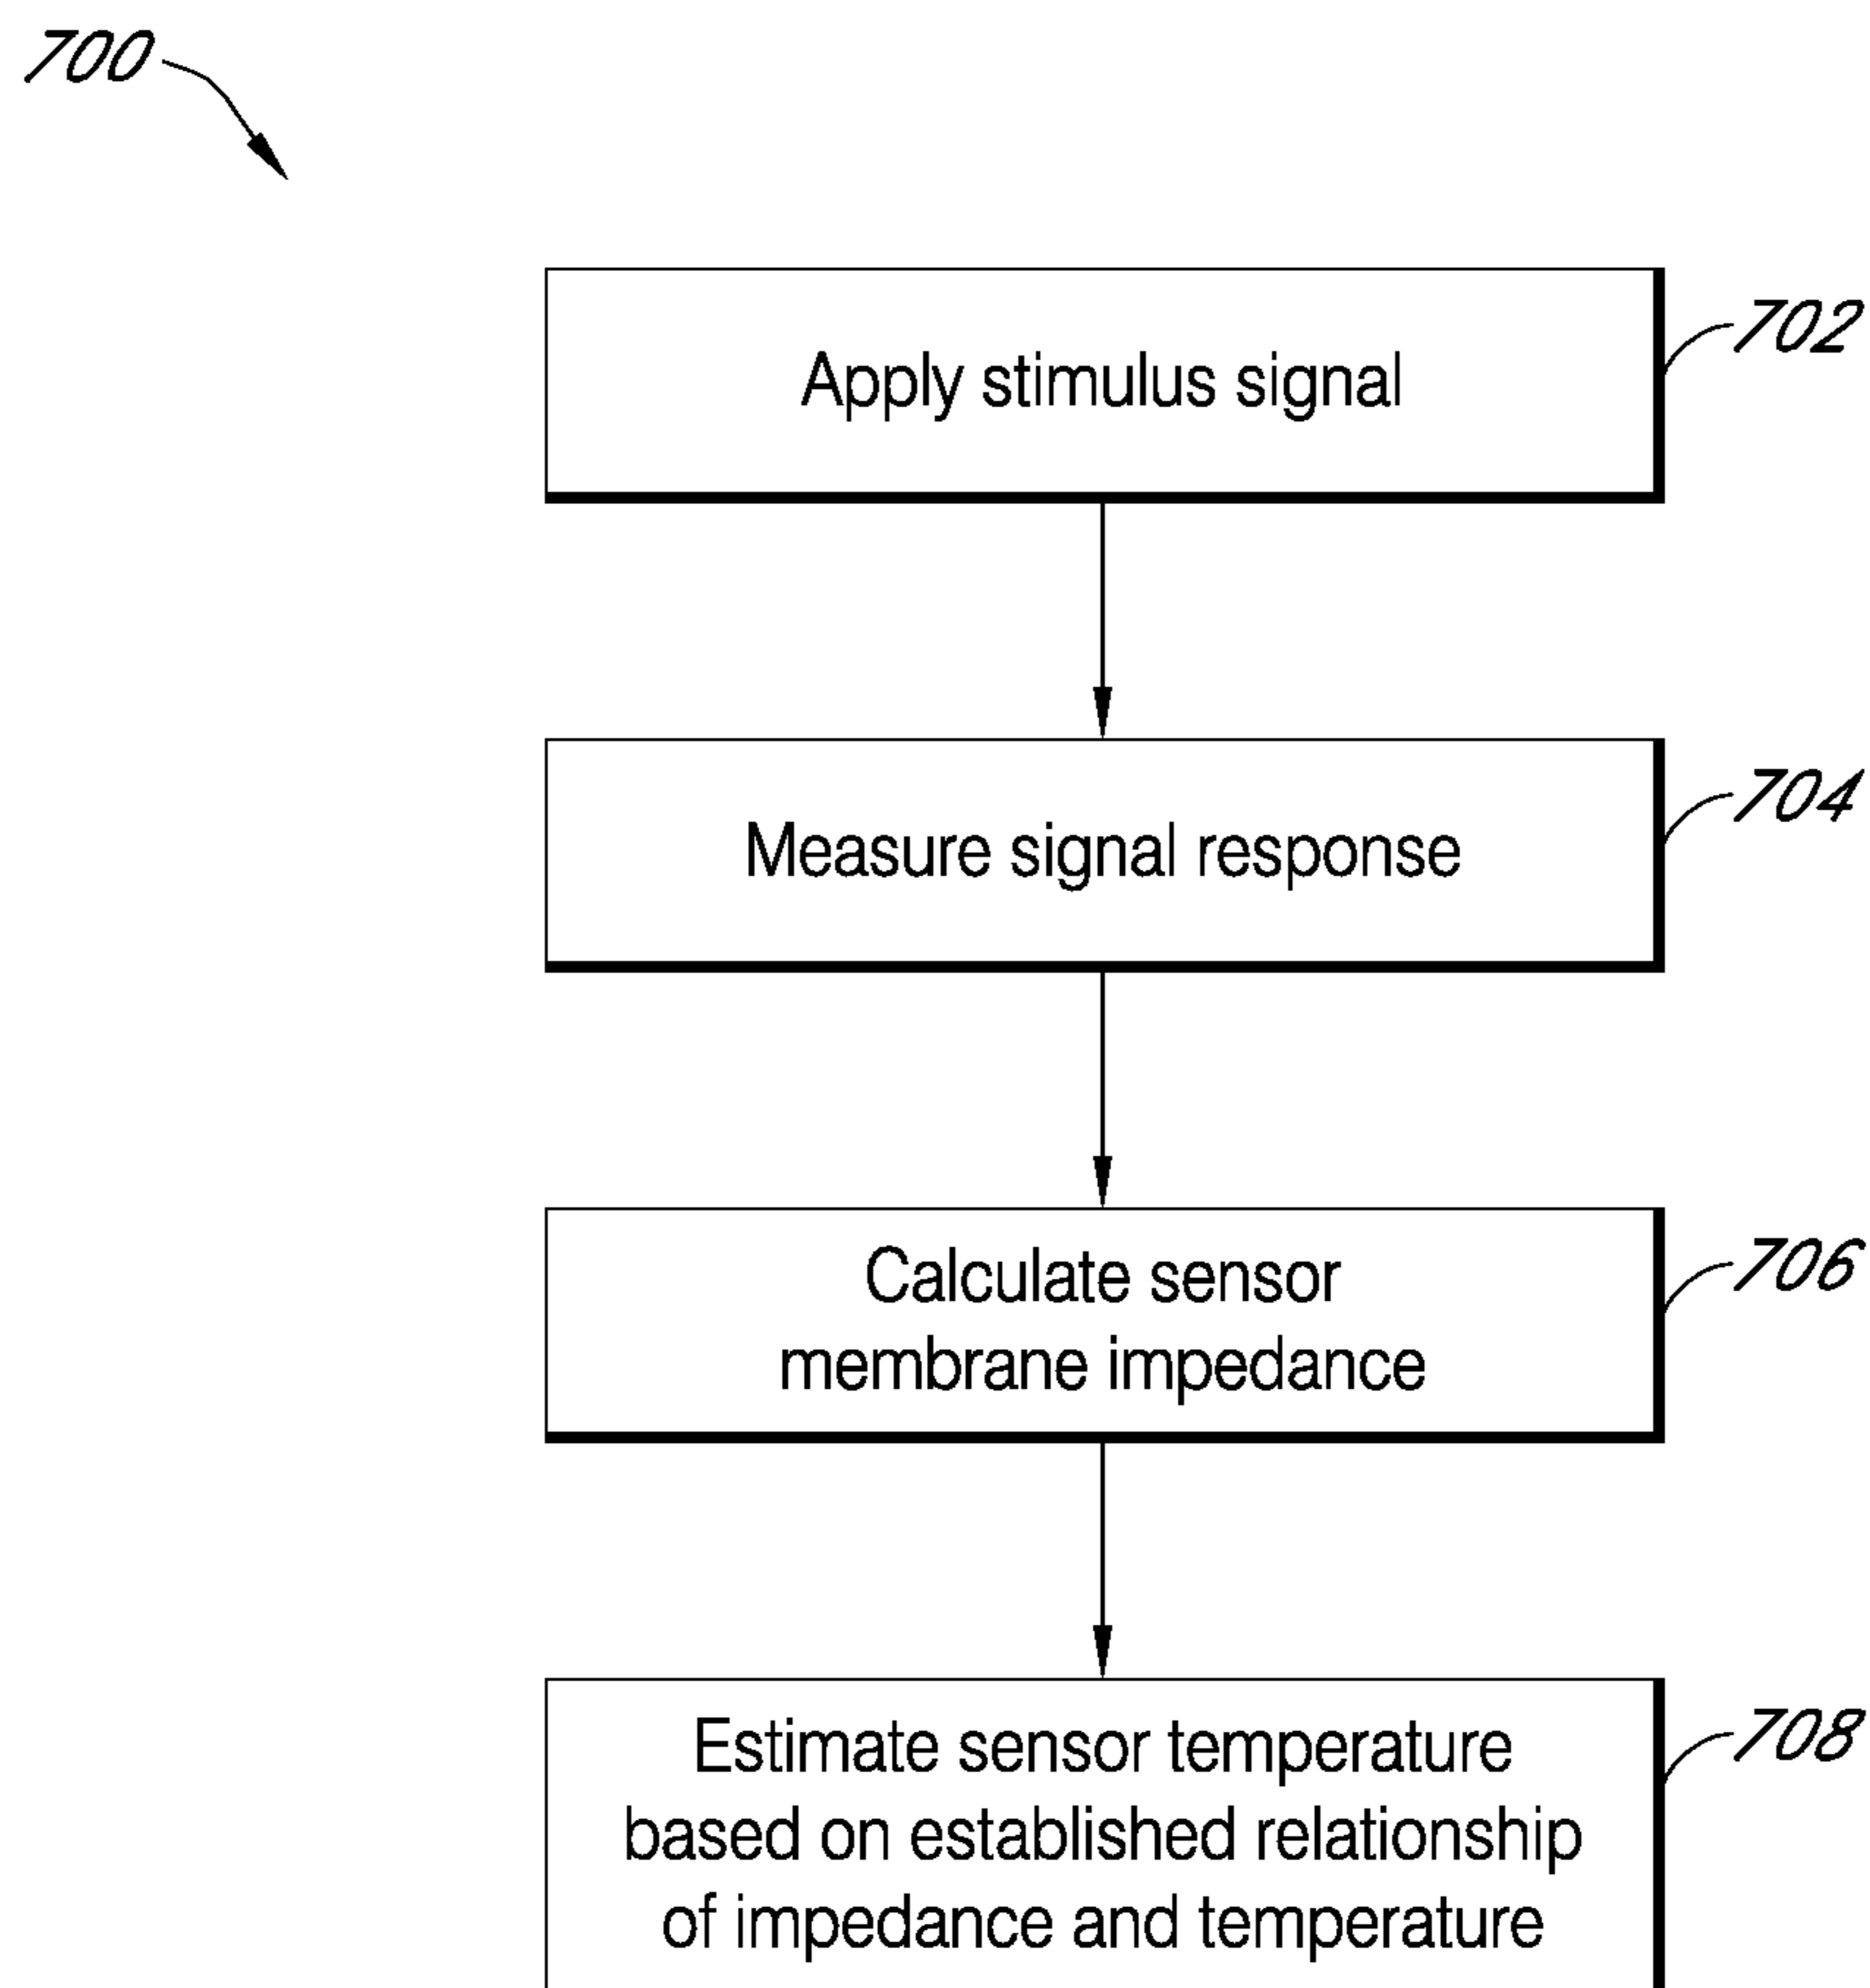 700
Apply stimulus signal
702
Measure signal response
704
Calculate sensor
membrane impedance
706
Estimate sensor temperature
based on established relationship
of impedance and temperature
708